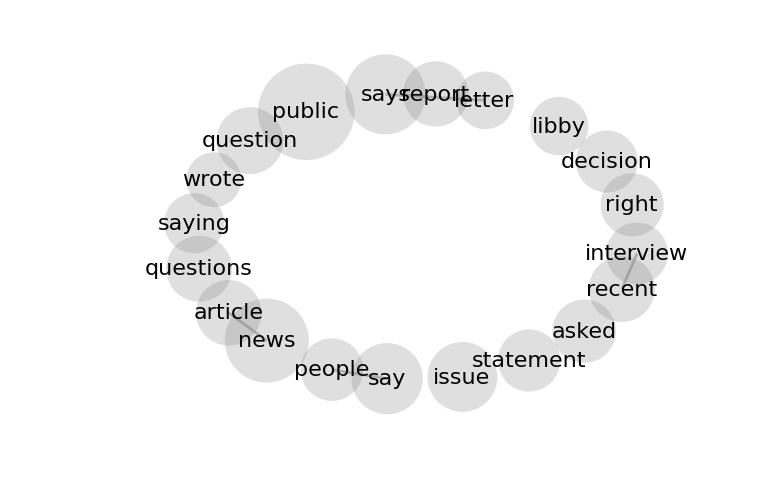 says
report
letter
public
libby
question
decision
wrote
right
saying
interview
questions
recent
article
asked
news
statement
people
issue
say